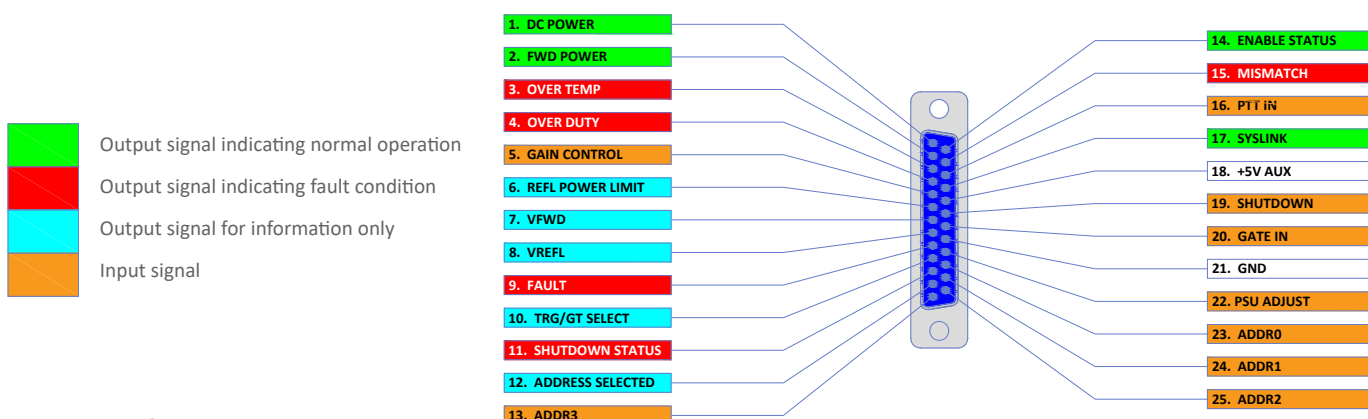 Output signal indicating normal operation
Output signal indicating fault condition
Output signal for information only
Input signal
1. DC POWER
2. FWD POWER
3. OVER TEMP
4. OVER DUTY
5. GAIN CONTROL
6. REFL POWER LIMIT
7. VFWD
8. VREFL
9. FAULT
10. TRG/GT SELECT
11. SHUTDOWN STATUS
12. ADDRESS SELECTED
13. ADDR3
14. ENABLE STATUS
15. MISMATCH
16. PTT iN
17. SYSLINK
18. +5V AUX
19. SHUTDOWN
20. GATE IN
21. GND
22. PSU ADJUST
23. ADDR0
24. ADDR1
25. ADDR2